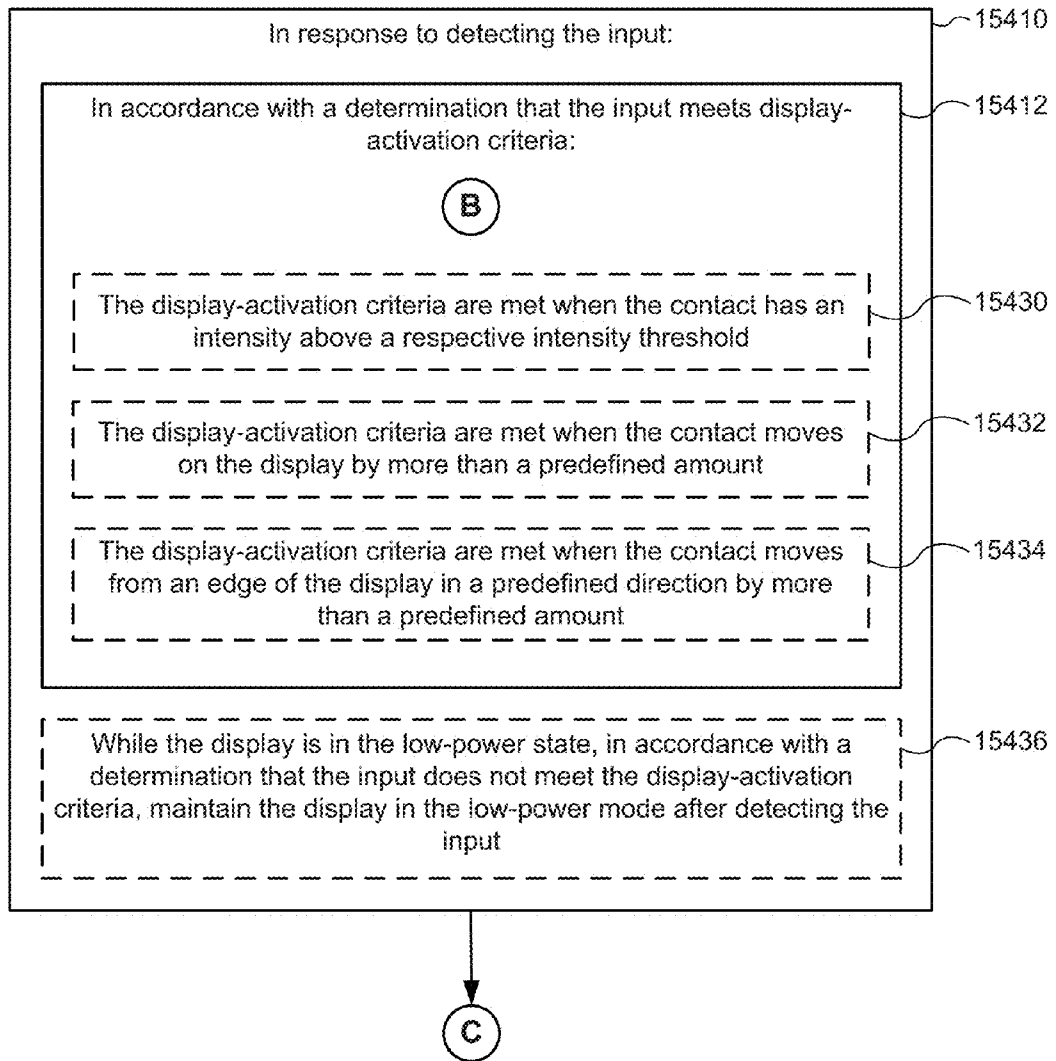 In response to detecting the input:
15410
In accordance with a determination that the input meets display-
activation criteria:
15412
B
The display-activation criteria are met when the contact has an
intensity above a respective intensity threshold
15430
The display-activation criteria are met when the contact moves
on the display by more than a predefined amount
15432
The display-activation criteria are met when the contact moves
from an edge of the display in a predefined direction by more
than a predefined amount
15434
While the display is in the low-power state, in accordance with a
determination that the input does not meet the display-activation
criteria, maintain the display in the low-power mode after detecting the
input
15436
C